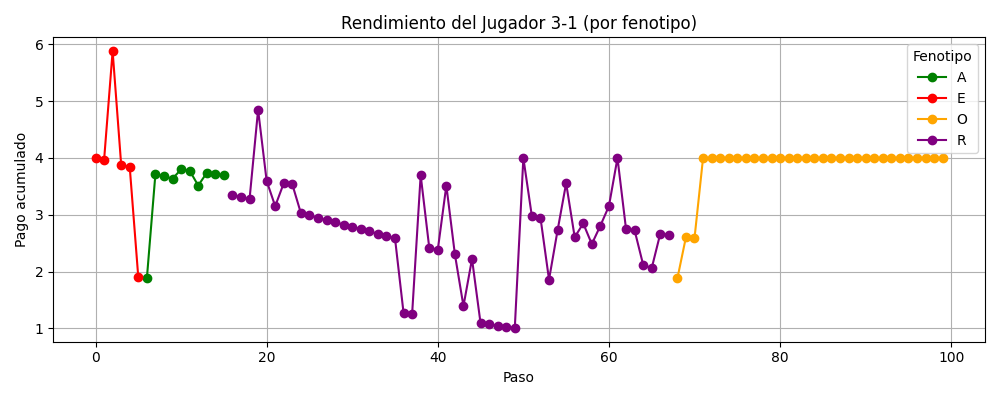 Rendimiento del Jugador 3-1 (por fenotipo)
Pago acumulado
6
5
4
3
2
1
0
20
40
60
80
100
Paso
Fenotipo
A
E
O
R